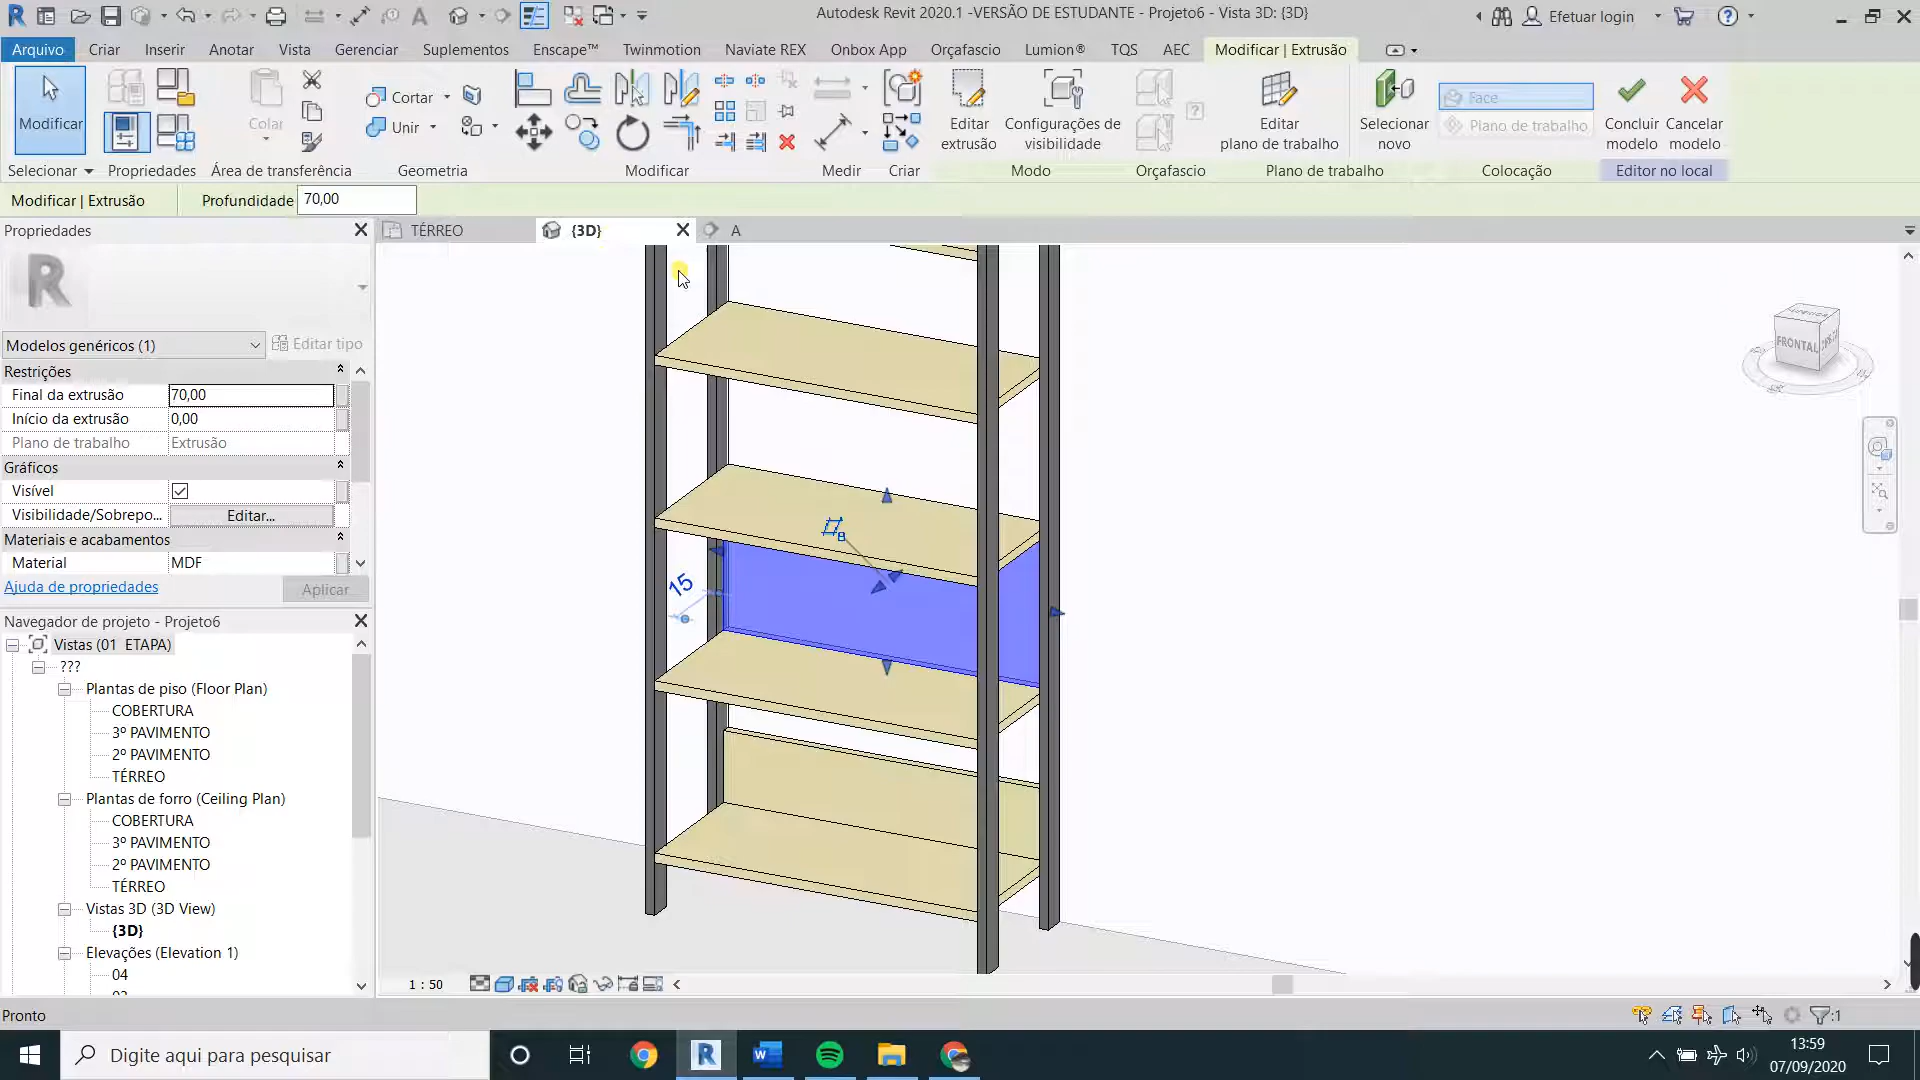 Autodesk Revit 2020.1 -VERSÃO DE ESTUDANTE - Projeto6 - Vista 3D: {3D}
Efetuar login
Arquivo Criar Inserir Anotar Vista Gerenciar Suplementos Enscape™ Twinmotion Naviate REX Onbox App Orçafascio Lumion® TQS AEC Modificar | Extrusão
Modificar
Colar
Cortar
Unir
Editar extrusão
Configurações de visibilidade
Editar plano de trabalho
Selecionar novo
Face
Plano de trabalho
Concluir modelo
Cancelar modelo
Selecionar Propriedades Área de transferência Geometria Modificar Medir Criar Modo Orçafascio Plano de trabalho Colocação Editor no local
Modificar | Extrusão Profundidade 70,00
Propriedades
TÉRREO {3D} A
Modelos genéricos (1) Editar tipo
Restrições
Final da extrusão 70,00
Início da extrusão 0,00
Plano de trabalho Extrusão
Gráficos
Visível
Visibilidade/Sobrepo... Editar...
Materiais e acabamentos
Material MDF
Ajuda de propriedades Aplicar
15
FRONTAL
Navegador de projeto - Projeto6
Vistas (01 ETAPA)
???
Plantas de piso (Floor Plan)
COBERTURA
3º PAVIMENTO
2º PAVIMENTO
TÉRREO
Plantas de forro (Ceiling Plan)
COBERTURA
3º PAVIMENTO
2º PAVIMENTO
TÉRREO
Vistas 3D (3D View)
{3D}
Elevações (Elevation 1)
04
1 : 50
Pronto
:1
Digite aqui para pesquisar
13:59
07/09/2020